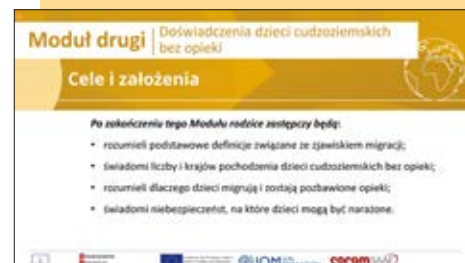 Moduł drugi
Doświadczenia dzieci cudzoziemskich
bez opieki
Cele i założenia
Po zakończeniu tego Modułu rodzice zastępczy będą:
• rozumieli podstawowe definicje związane ze zjawiskiem migracji;
• świadomi liczby i krajów pochodzenia dzieci cudzoziemskich bez opieki;
• rozumieli dlaczego dzieci migrują i zostają pozbawione opieki;
• świadomi niebezpieczeństw, na które dzieci mogą być narażone.
IOM